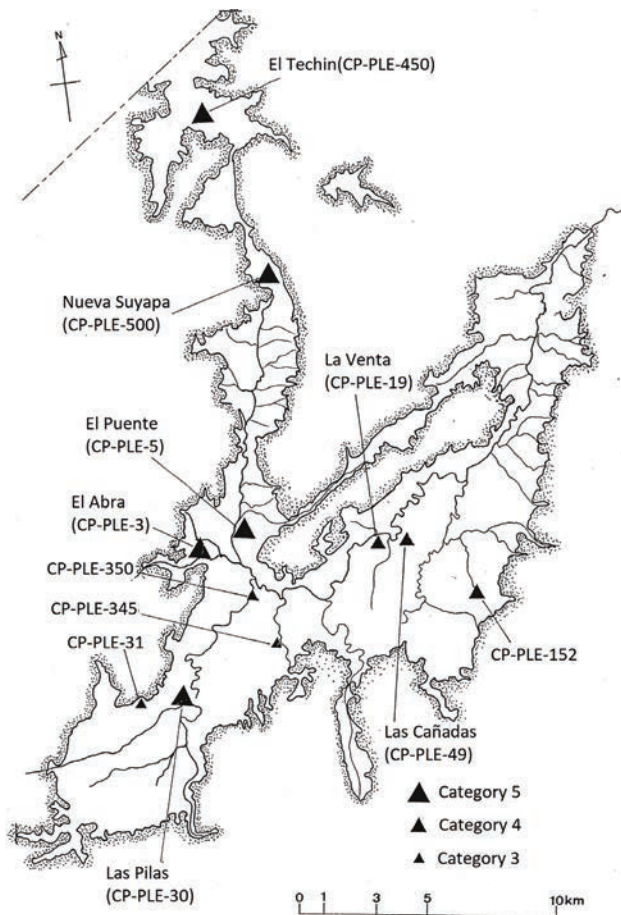 N
El Techin(CP-PLE-450)
Nueva Suyapa
(CP-PLE-500)
La Venta
(CP-PLE-19)
El Puente
(CP-PLE-5)
El Abra
(CP-PLE-3)
CP-PLE-350
CP-PLE-345
CP-PLE-31
CP-PLE-152
Las Cañadas
(CP-PLE-49)
Category 5
Category 4
Category 3
Las Pilas
(CP-PLE-30)
0 1 3 5 10km